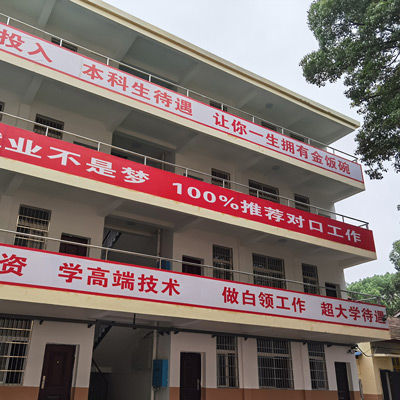 投入 本科生待遇 让你一生拥有金饭碗
业不是梦 100%推荐对口工作
资 学高端技术 做白领工作 超大学待遇